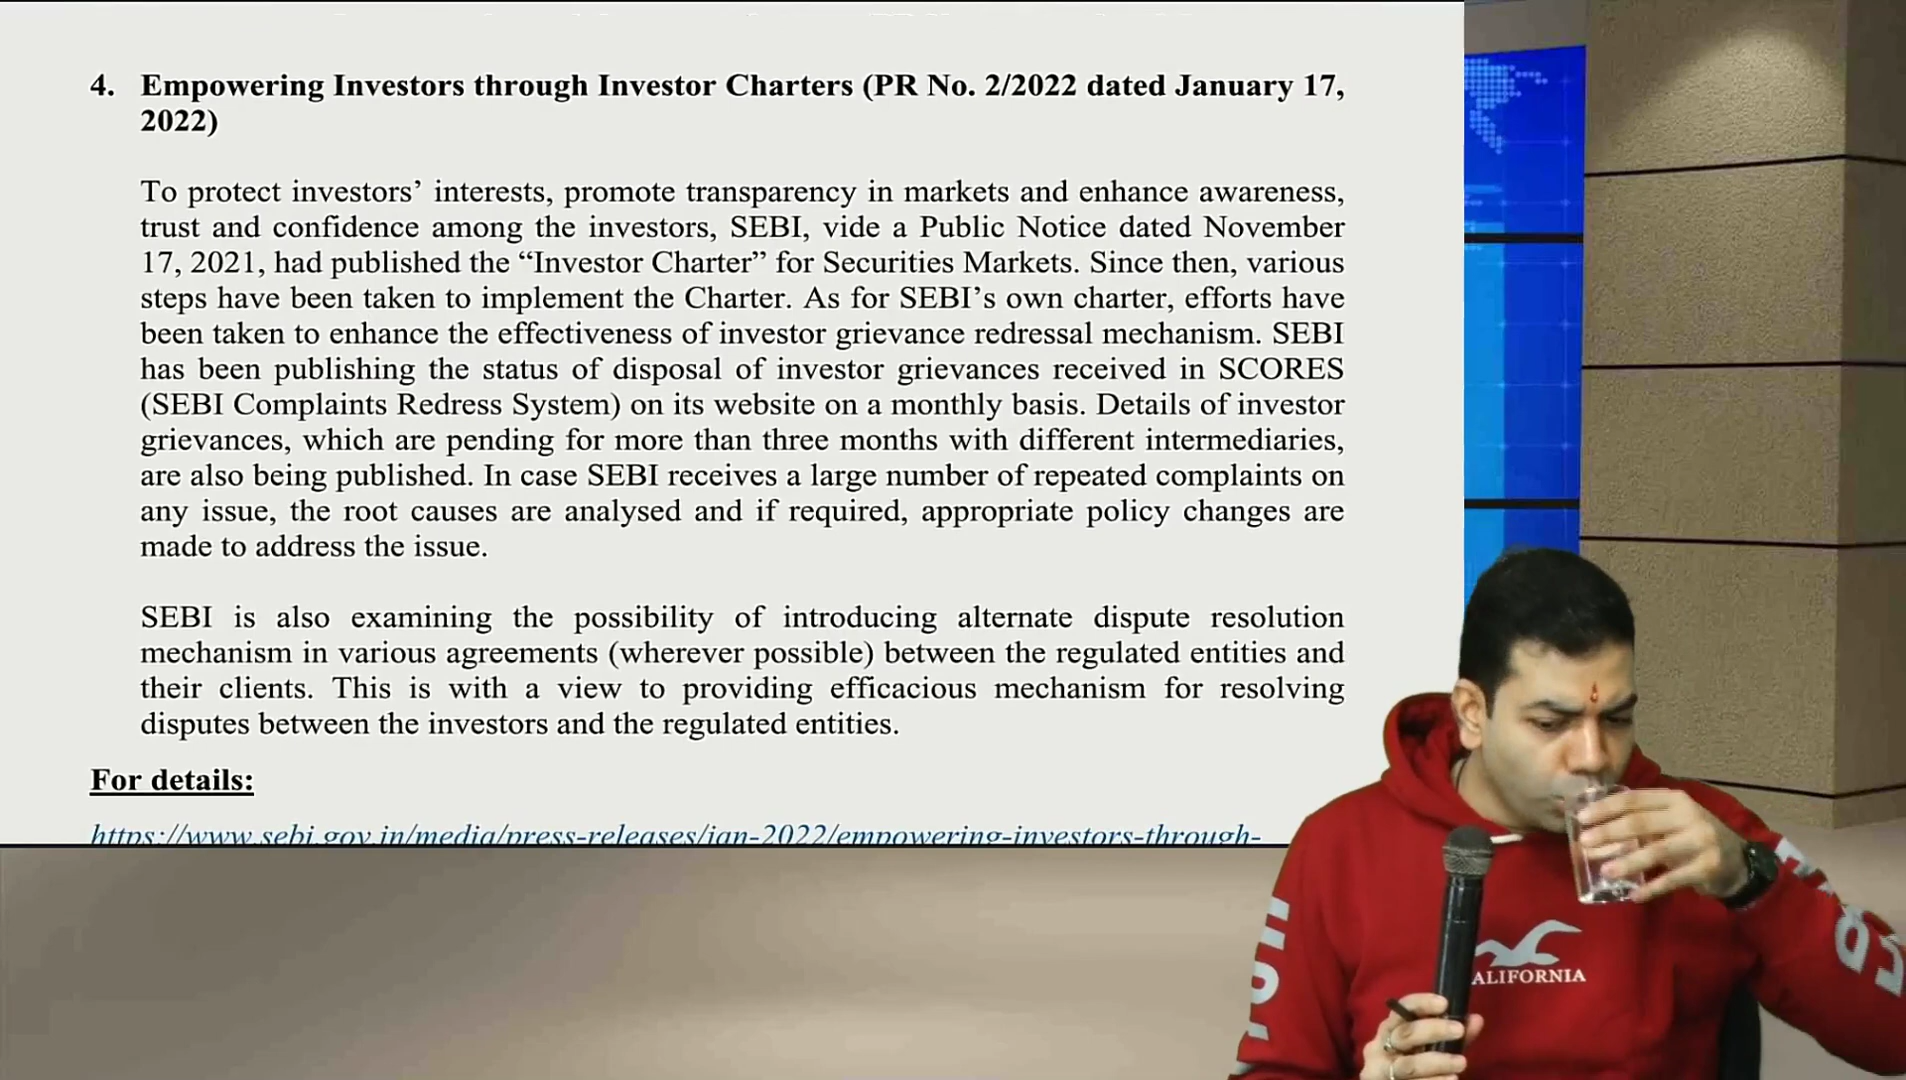 4. Empowering Investors through Investor Charters (PR No. 2/2022 dated January 17,
2022)
To protect investors’ interests, promote transparency in markets and enhance awareness,
trust and confidence among the investors, SEBI, vide a Public Notice dated November
17, 2021, had published the “Investor Charter” for Securities Markets. Since then, various
steps have been taken to implement the Charter. As for SEBI’s own charter, efforts have
been taken to enhance the effectiveness of investor grievance redressal mechanism. SEBI
has been publishing the status of disposal of investor grievances received in SCORES
(SEBI Complaints Redress System) on its website on a monthly basis. Details of investor
grievances, which are pending for more than three months with different intermediaries,
are also being published. In case SEBI receives a large number of repeated complaints on
any issue, the root causes are analysed and if required, appropriate policy changes are
made to address the issue.
SEBI is also examining the possibility of introducing alternate dispute resolution
mechanism in various agreements (wherever possible) between the regulated entities and
their clients. This is with a view to providing efficacious mechanism for resolving
disputes between the investors and the regulated entities.
For details:
https://www.sebi.gov.in/media/press-releases/jan-2022/empowering-investors-through-
ALIFORNIA